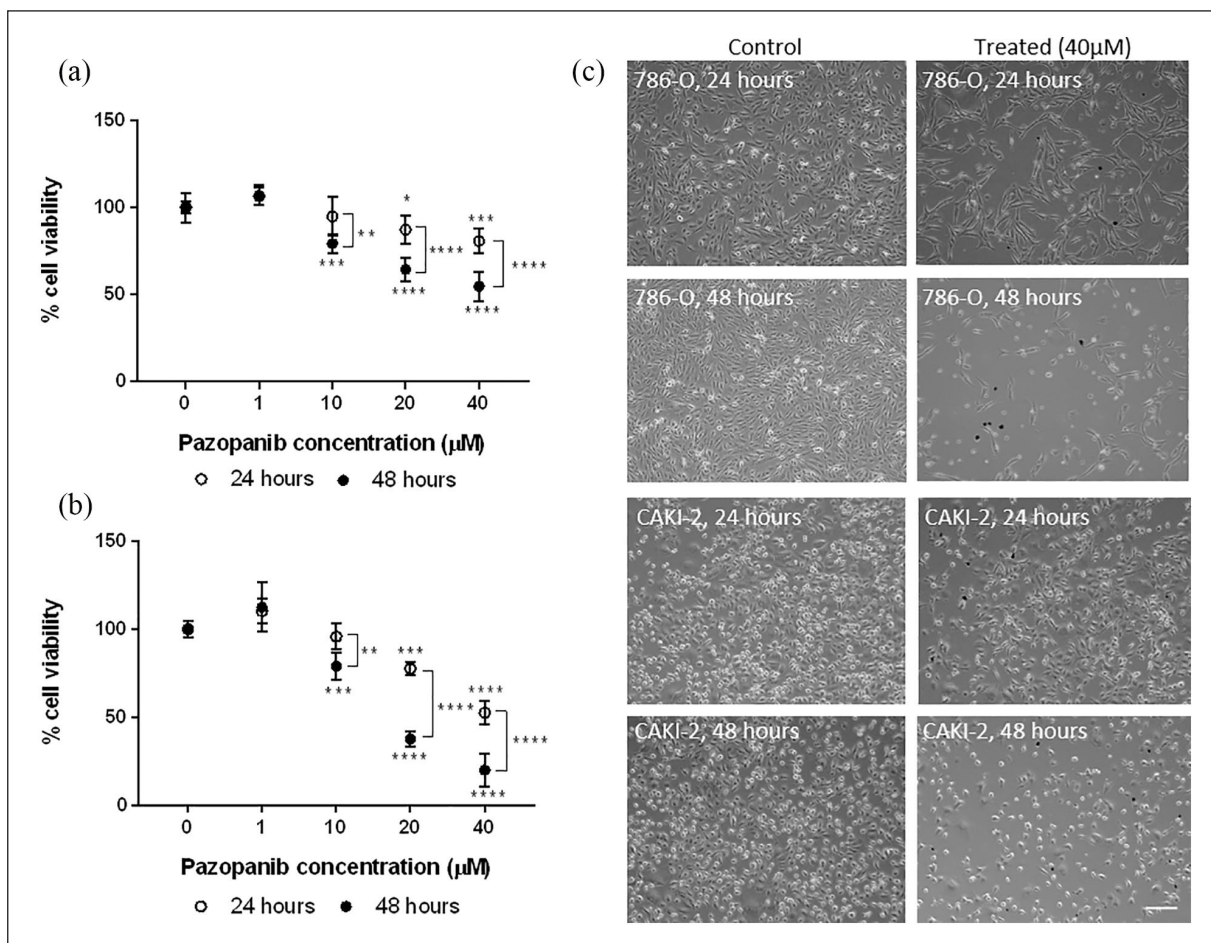 (a)
150
100
50
0
% cell viability
*
***
**
****
****
***
****
****
0 1 10 20 40
Pazopanib concentration (µM)
24 hours 48 hours
(b)
150
100
50
0
% cell viability
****
***
**
****
****
***
****
****
0 1 10 20 40
Pazopanib concentration (µM)
24 hours 48 hours
(c)
Control Treated (40µM)
786-O, 24 hours 786-O, 24 hours
786-O, 48 hours 786-O, 48 hours
CAKI-2, 24 hours CAKI-2, 24 hours
CAKI-2, 48 hours CAKI-2, 48 hours